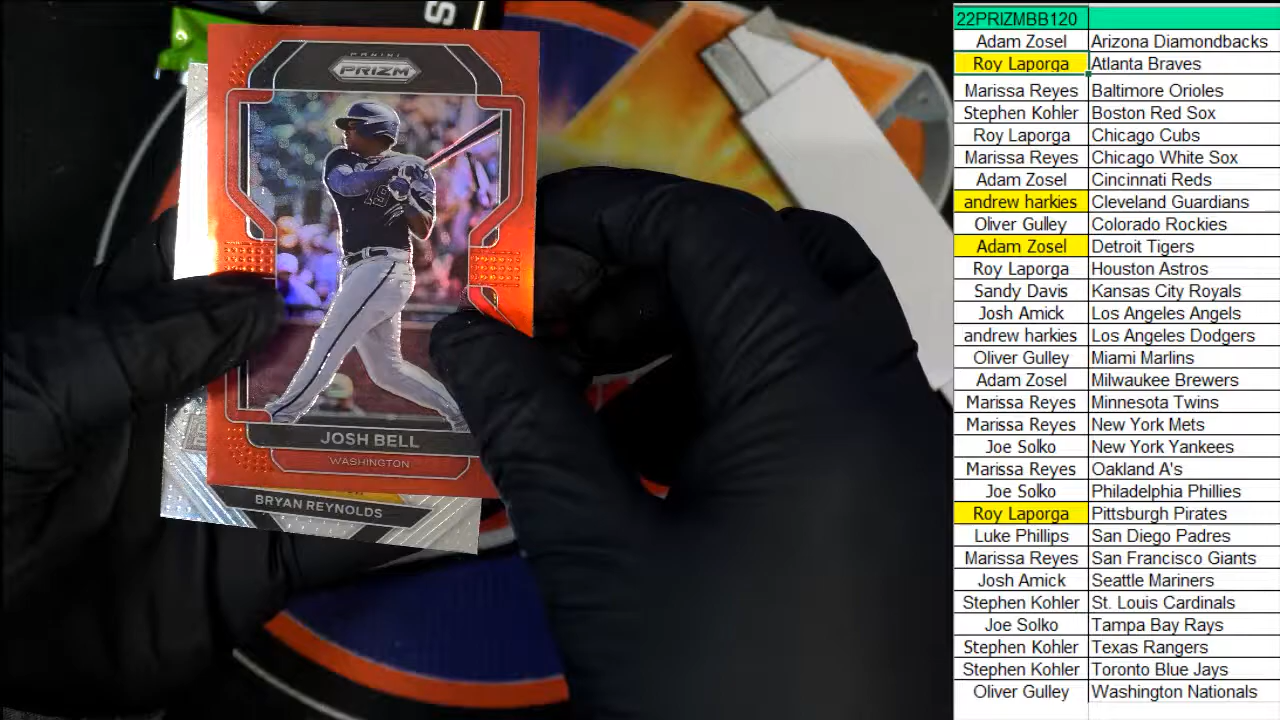 S
PANINI
PRIZM
19
JOSH BELL
WASHINGTON
BRYAN REYNOLDS
22PRIZMBB120
Adam Zosel Arizona Diamondbacks
Roy Laporga Atlanta Braves
Marissa Reyes Baltimore Orioles
Stephen Kohler Boston Red Sox
Roy Laporga Chicago Cubs
Marissa Reyes Chicago White Sox
Adam Zosel Cincinnati Reds
andrew harkies Cleveland Guardians
Oliver Gulley Colorado Rockies
Adam Zosel Detroit Tigers
Roy Laporga Houston Astros
Sandy Davis Kansas City Royals
Josh Amick Los Angeles Angels
andrew harkies Los Angeles Dodgers
Oliver Gulley Miami Marlins
Adam Zosel Milwaukee Brewers
Marissa Reyes Minnesota Twins
Marissa Reyes New York Mets
Joe Solko New York Yankees
Marissa Reyes Oakland A's
Joe Solko Philadelphia Phillies
Roy Laporga Pittsburgh Pirates
Luke Phillips San Diego Padres
Marissa Reyes San Francisco Giants
Josh Amick Seattle Mariners
Stephen Kohler St. Louis Cardinals
Joe Solko Tampa Bay Rays
Stephen Kohler Texas Rangers
Stephen Kohler Toronto Blue Jays
Oliver Gulley Washington Nationals